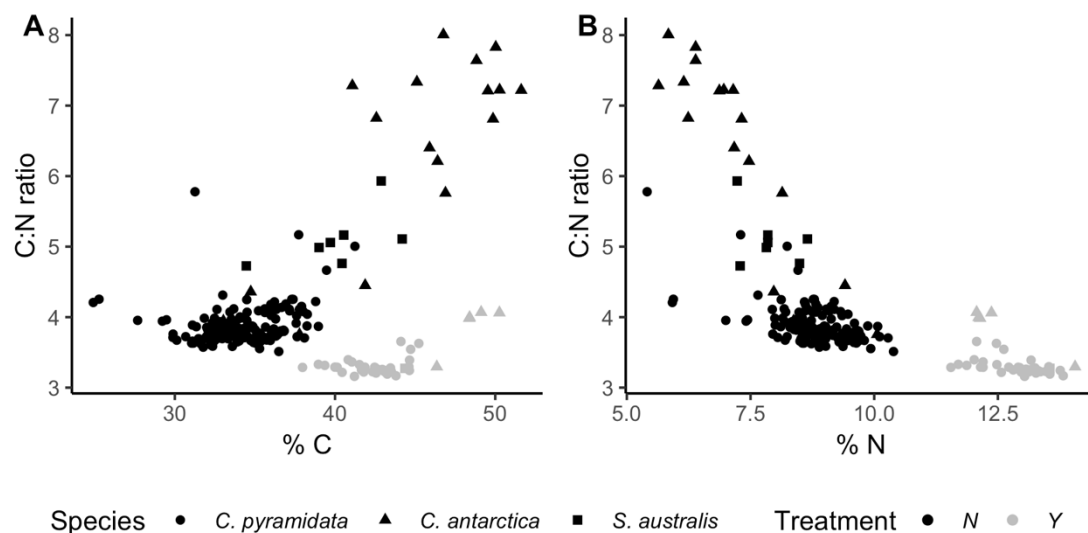 A
B
8
7
6
5
4
3
C:N ratio
30
40
50
% C
8
7
6
5
4
3
C:N ratio
5.0
7.5
10.0
12.5
% N
Species C. pyramidata C. antarctica S. australis Treatment N Y